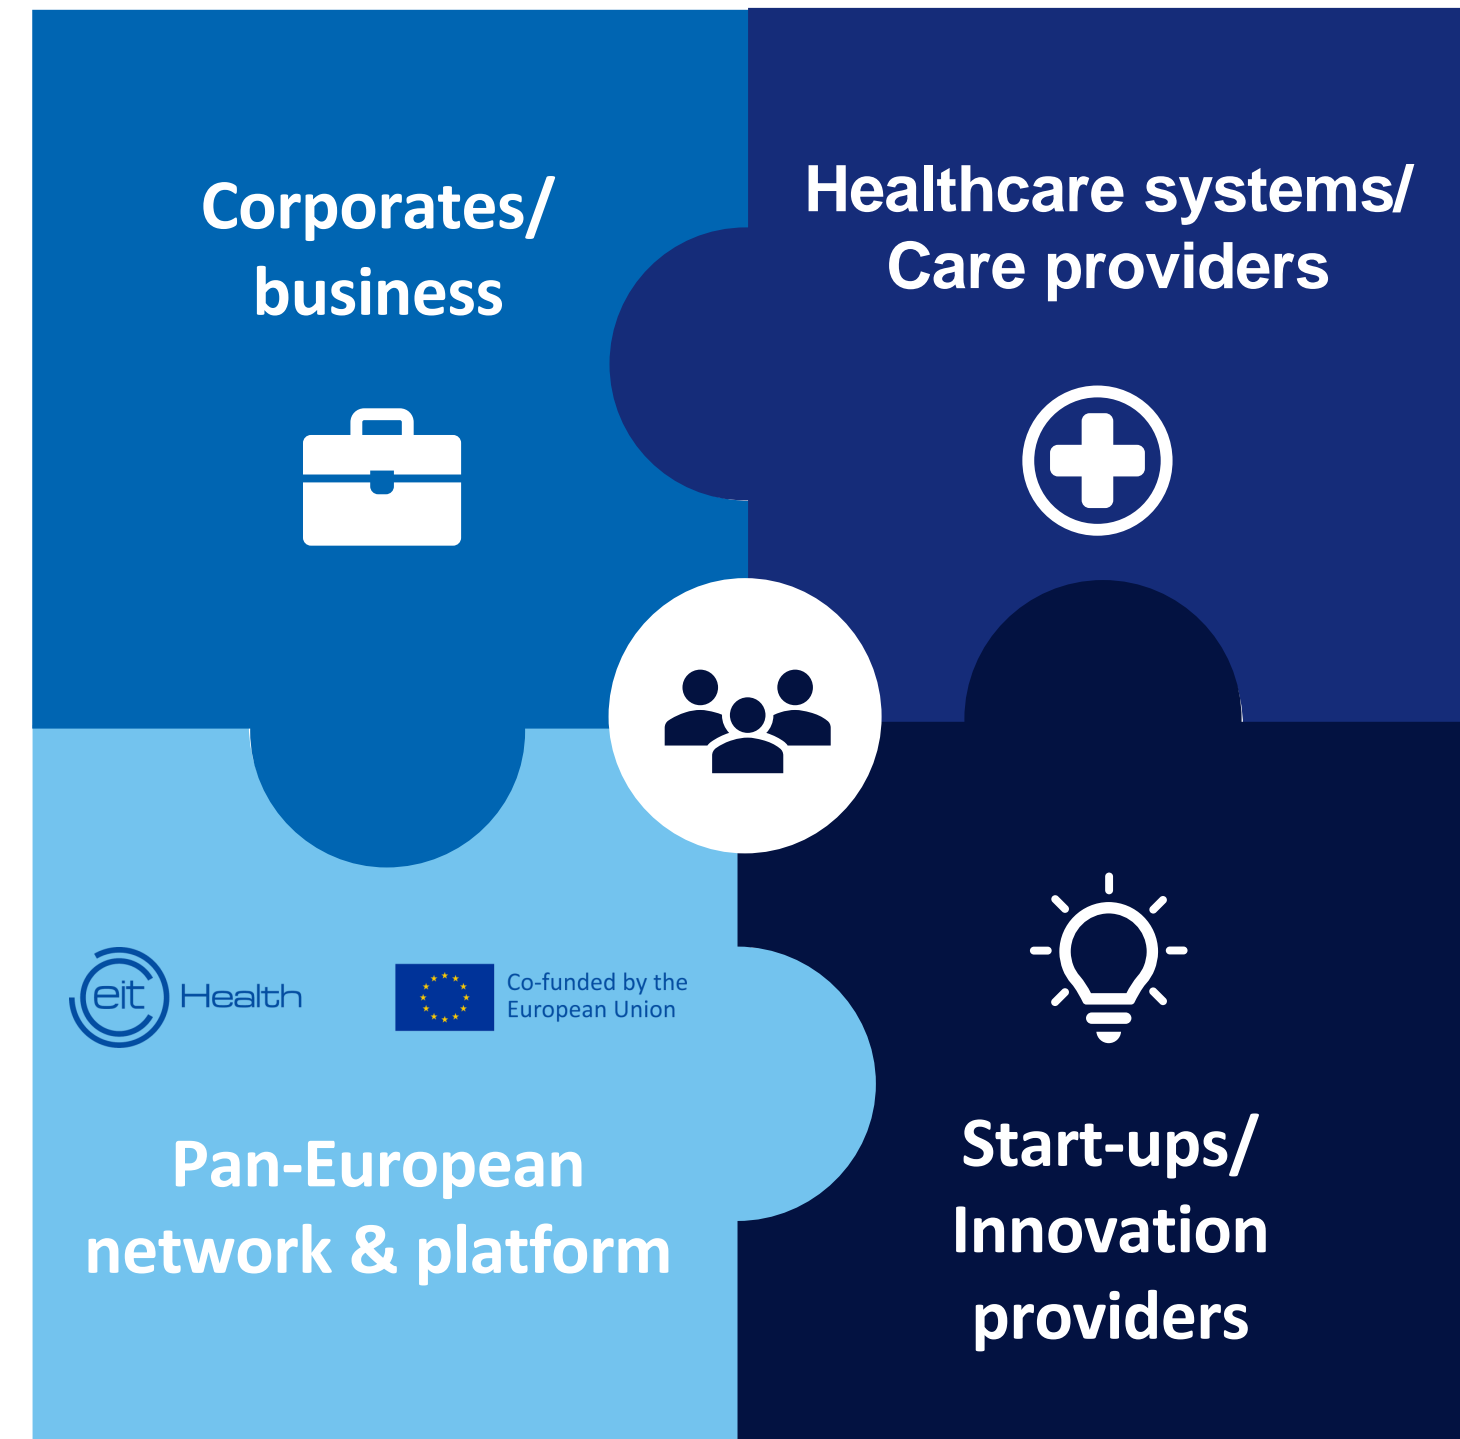 Corporates/
business
Healthcare systems/
Care providers
eit Health
Co-funded by the
European Union
Pan-European
network & platform
Start-ups/
Innovation
providers